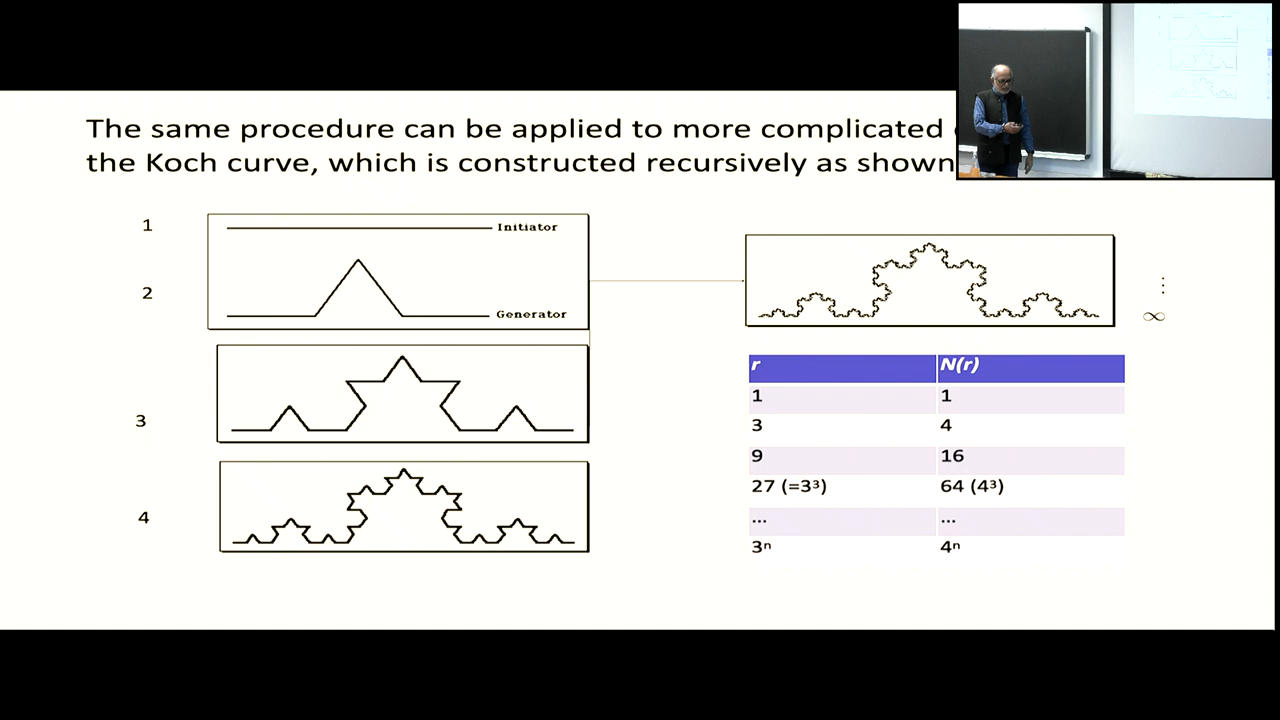 The same procedure can be applied to more complicated
the Koch curve, which is constructed recursively as shown
1
Initiator
2
Generator
3
4
⋮
∞
r N(r)
1 1
3 4
9 16
27 (=3³) 64 (4³)
... ...
3ⁿ 4ⁿ